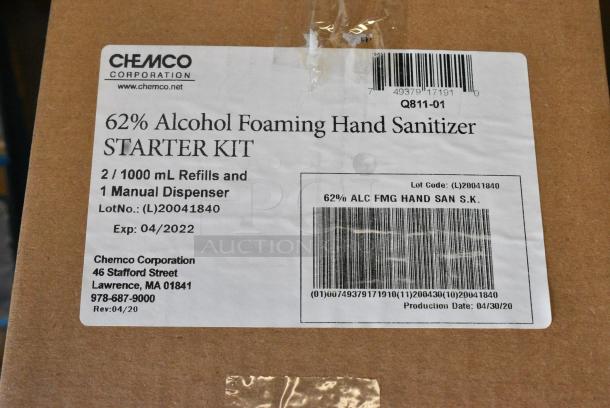 CHEMCO
CORPORATION
www.chemco.net
7 49379 17191 0
Q811-01
62% Alcohol Foaming Hand Sanitizer
STARTER KIT
2 / 1000 mL Refills and
1 Manual Dispenser
LotNo.: (L)20041840
Exp: 04/2022
Chemco Corporation
46 Stafford Street
Lawrence, MA 01841
978-687-9000
Rev:04/20
Lot Code: (L)20041840
62% ALC FMG HAND SAN S.K.
(01)00749379171910(11)200430(10)20041840
Production Date: 04/30/20
PCI
AUCTION